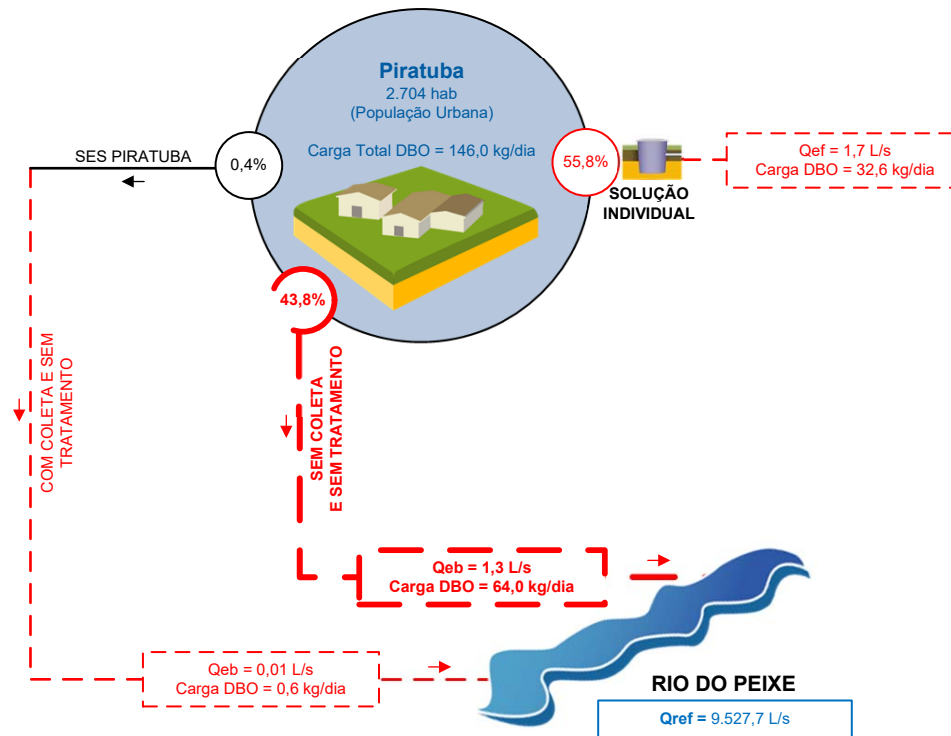 Piratuba
2.704 hab
(População Urbana)
Carga Total DBO = 146,0 kg/dia
SES PIRATUBA
0,4%
55,8%
SOLUÇÃO
INDIVIDUAL
Qef = 1,7 L/s
Carga DBO = 32,6 kg/dia
43,8%
COM COLETA E SEM
TRATAMENTO
SEM COLETA
E SEM TRATAMENTO
Qeb = 1,3 L/s
Carga DBO = 64,0 kg/dia
Qeb = 0,01 L/s
Carga DBO = 0,6 kg/dia
RIO DO PEIXE
Qref = 9.527,7 L/s